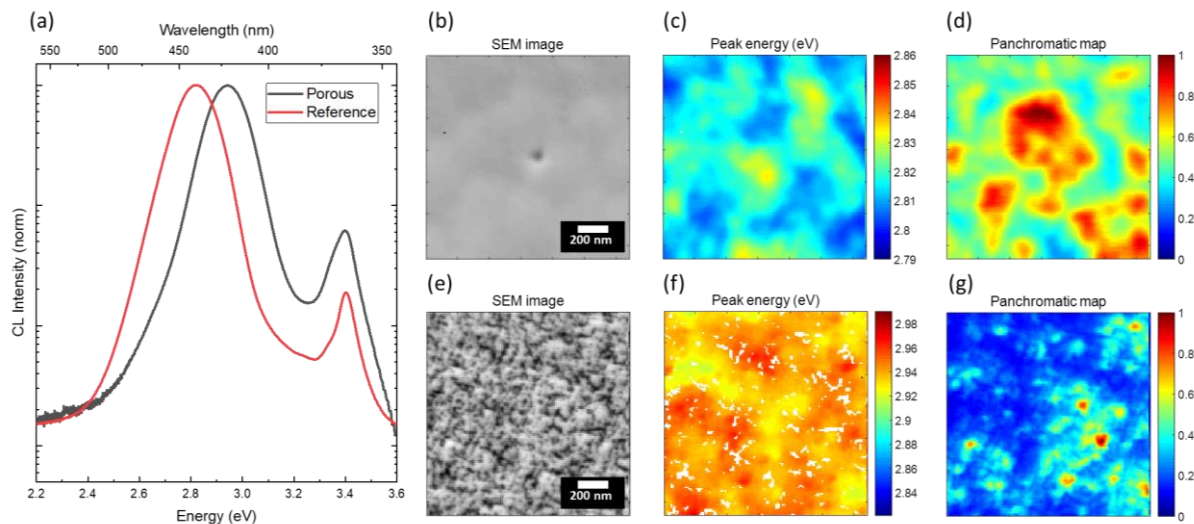 (a)
Wavelength (nm)
550 500 450 400 350
Porous
Reference
CL Intensity (norm)
2.2 2.4 2.6 2.8 3.0 3.2 3.4 3.6
Energy (eV)
(b)
SEM image
200 nm
(c)
Peak energy (eV)
2.86
2.85
2.84
2.83
2.82
2.81
2.8
2.79
(d)
Panchromatic map
1
0.8
0.6
0.4
0.2
0
(e)
SEM image
200 nm
(f)
Peak energy (eV)
2.98
2.96
2.94
2.92
2.90
2.88
2.86
2.84
(g)
Panchromatic map
1
0.8
0.6
0.4
0.2
0